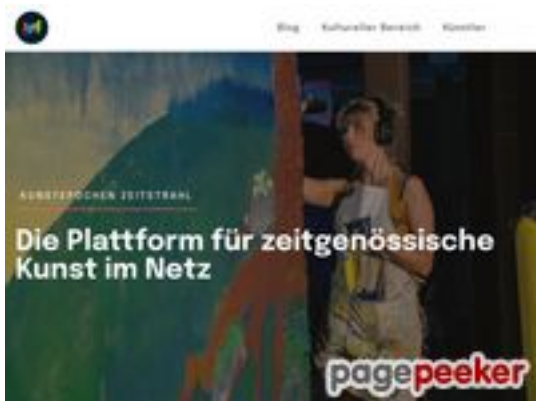 Blog Kultureller Bereich Künstler
KUNSTEPOCHEN ZEITSTRAHL
Die Plattform für zeitgenössische
Kunst im Netz
pagepeeker